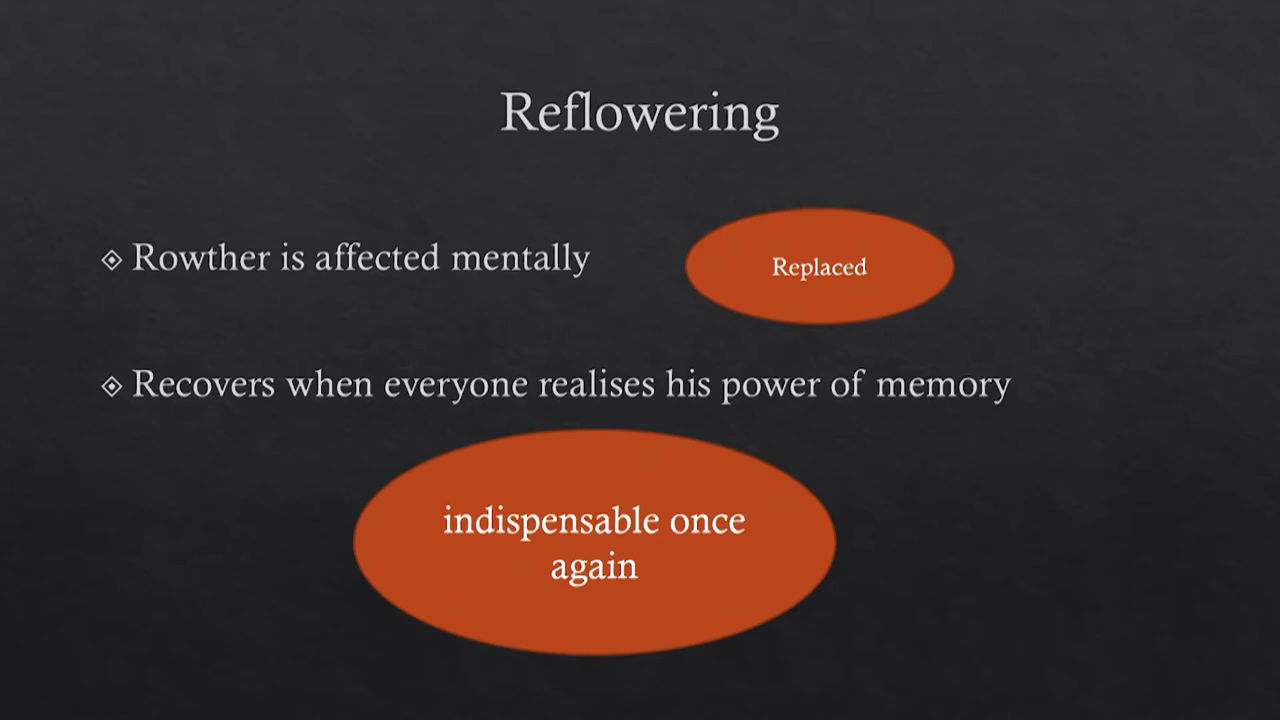 Reflowering
Rowther is affected mentally
Replaced
Recovers when everyone realises his power of memory
indispensable once
again